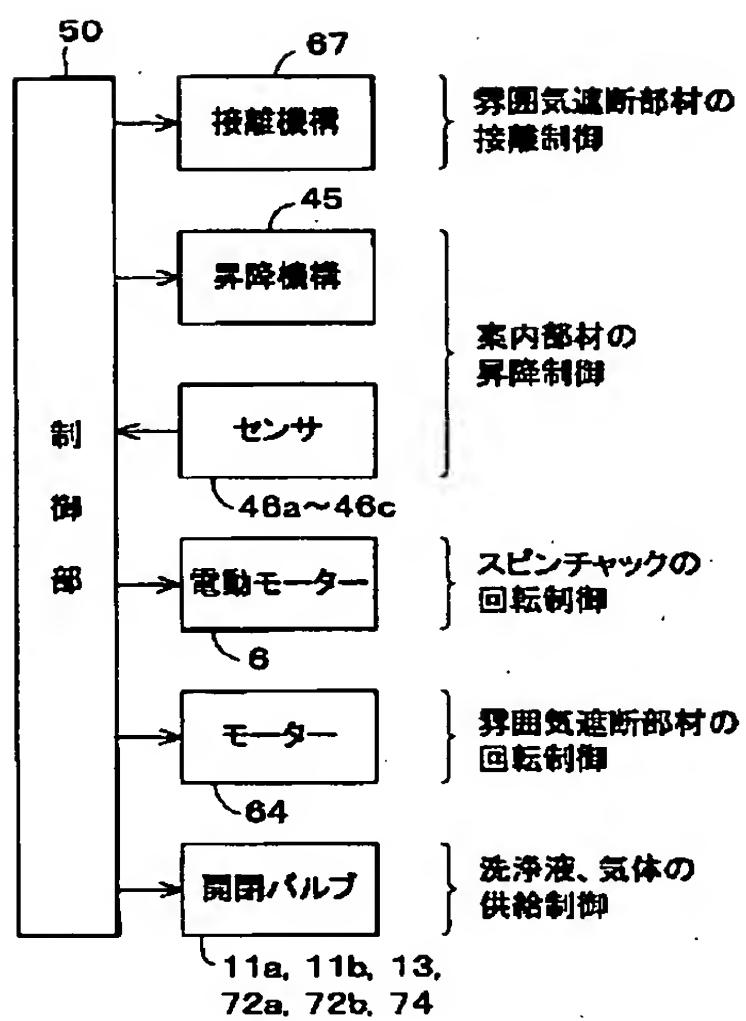 50
67
接離機構
雰囲気遮断部材の
接離制御
45
昇降機構
案内部材の
昇降制御
センサ
46a〜46c
制御部
電動モーター
スピンチャックの
回転制御
6
モーター
雰囲気遮断部材の
回転制御
64
開閉バルブ
洗浄液、気体の
供給制御
11a, 11b, 13,
72a, 72b, 74